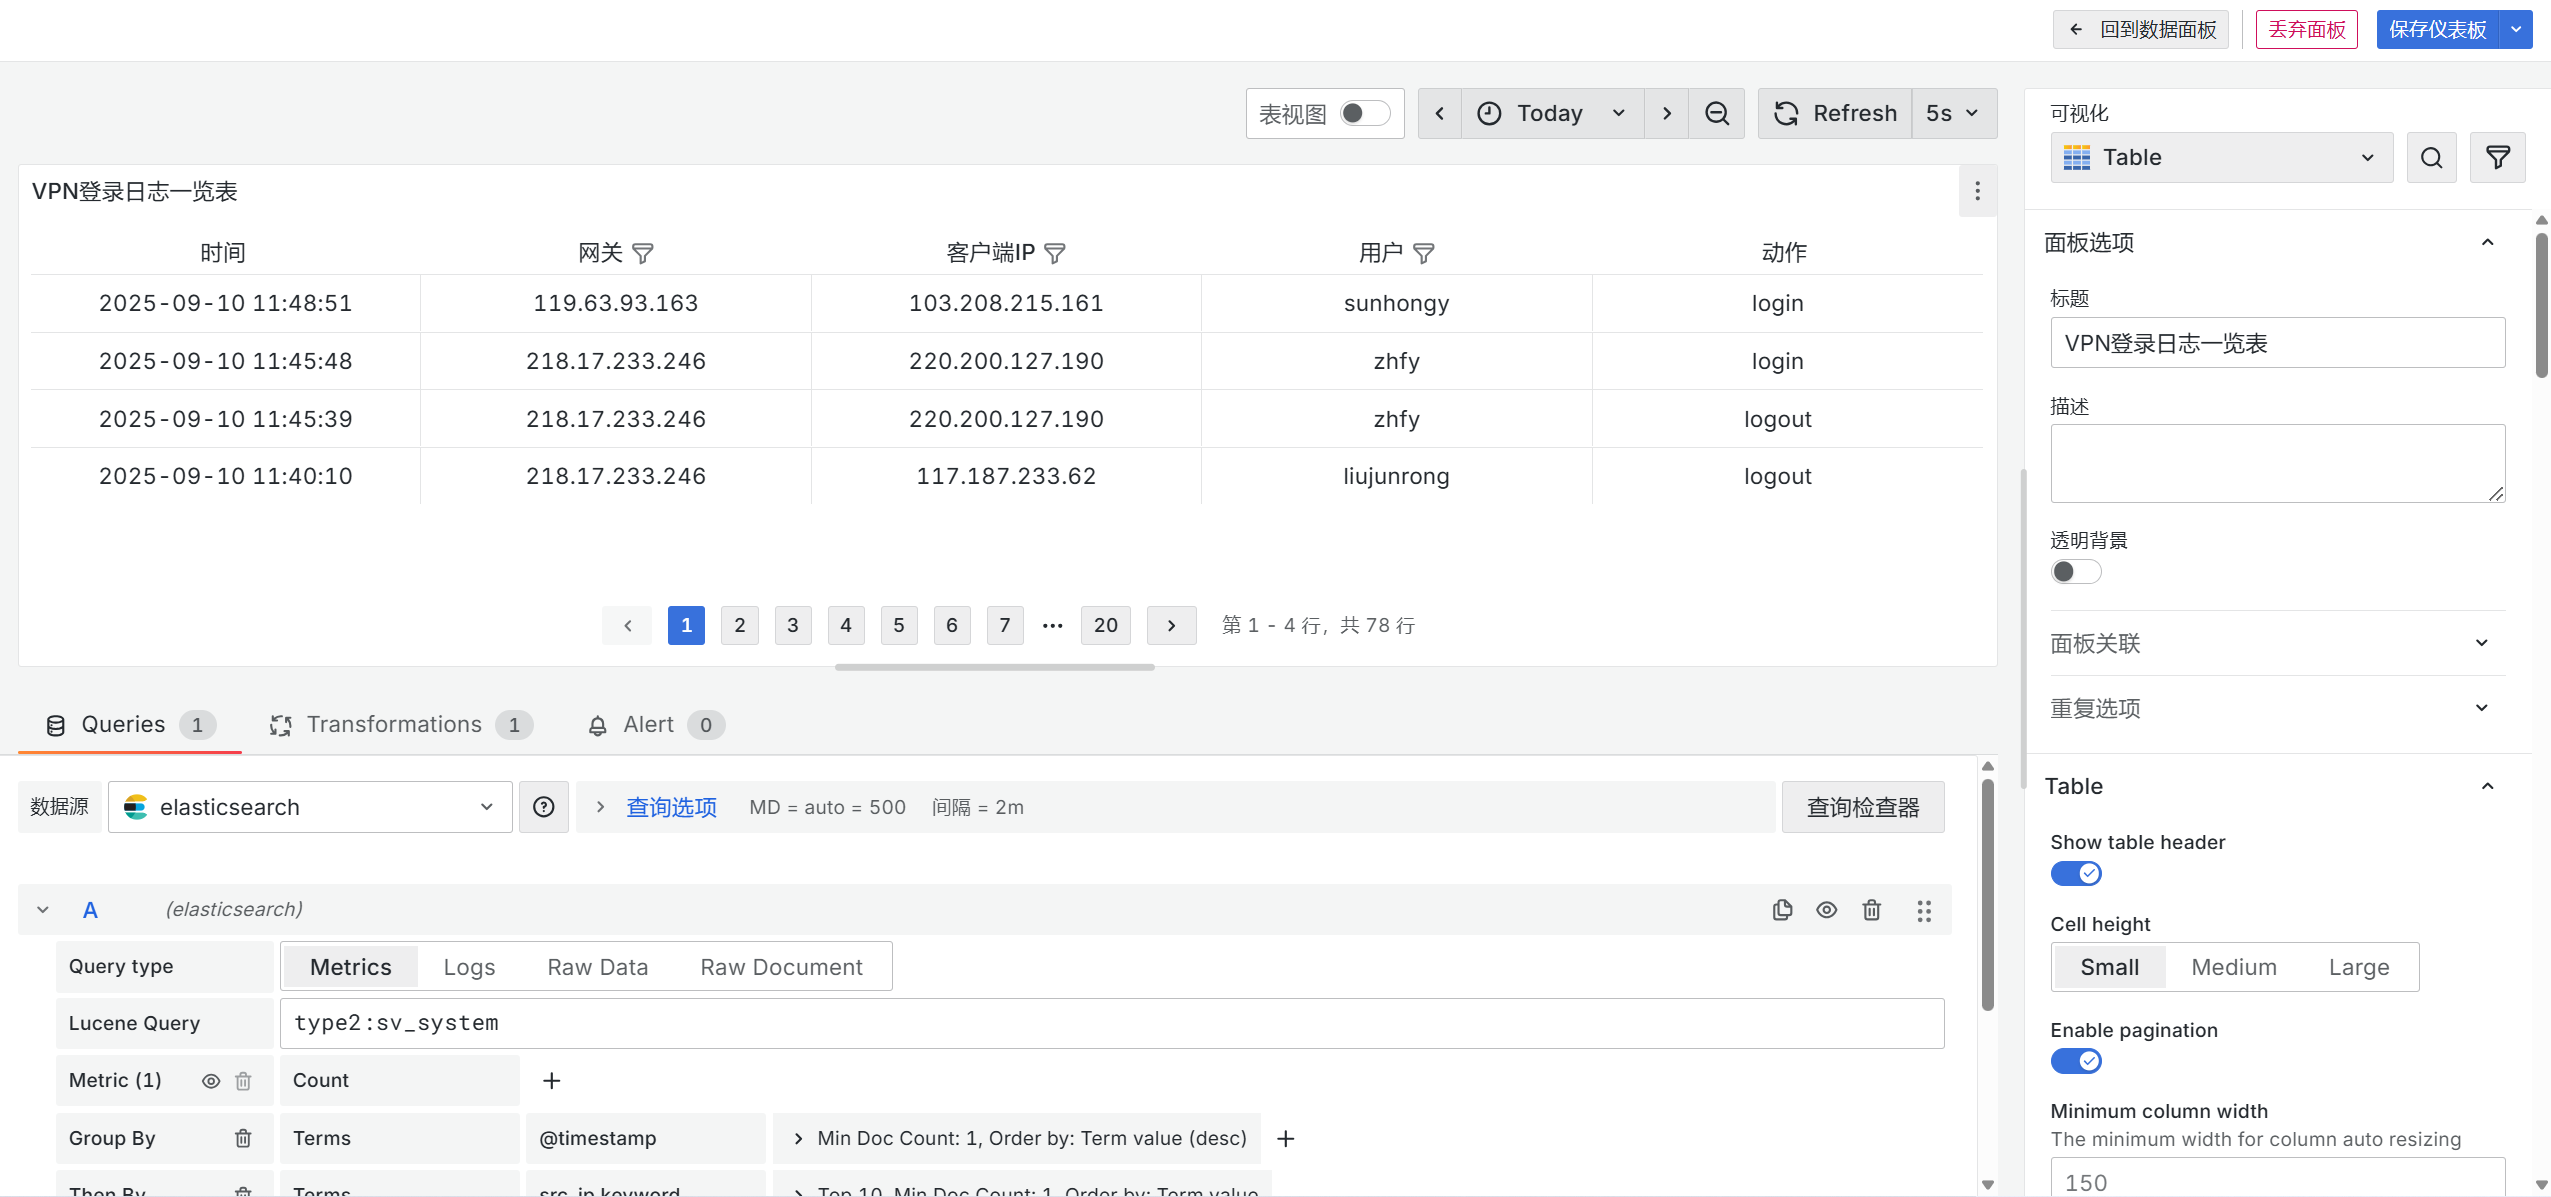 回到数据面板
丢弃面板
保存仪表板
表视图
Today
Refresh
5s
VPN登录日志一览表
时间 网关 客户端IP 用户 动作
2025-09-10 11:48:51 119.63.93.163 103.208.215.161 sunhongy login
2025-09-10 11:45:48 218.17.233.246 220.200.127.190 zhfy login
2025-09-10 11:45:39 218.17.233.246 220.200.127.190 zhfy logout
2025-09-10 11:40:10 218.17.233.246 117.187.233.62 liujunrong logout
1 2 3 4 5 6 7 ··· 20 第 1 - 4 行，共 78 行
Queries 1
Transformations 1
Alert 0
数据源
elasticsearch
查询选项 MD = auto = 500 间隔 = 2m
查询检查器
A (elasticsearch)
Query type Metrics Logs Raw Data Raw Document
Lucene Query type2:sv_system
Metric (1) Count
Group By Terms @timestamp Min Doc Count: 1, Order by: Term value (desc)
Then By Terms src_ip.keyword Top 10, Min Doc Count: 1, Order by: Term value
可视化
Table
面板选项
标题
VPN登录日志一览表
描述
透明背景
面板关联
重复选项
Table
Show table header
Cell height
Small Medium Large
Enable pagination
Minimum column width
The minimum width for column auto resizing
150